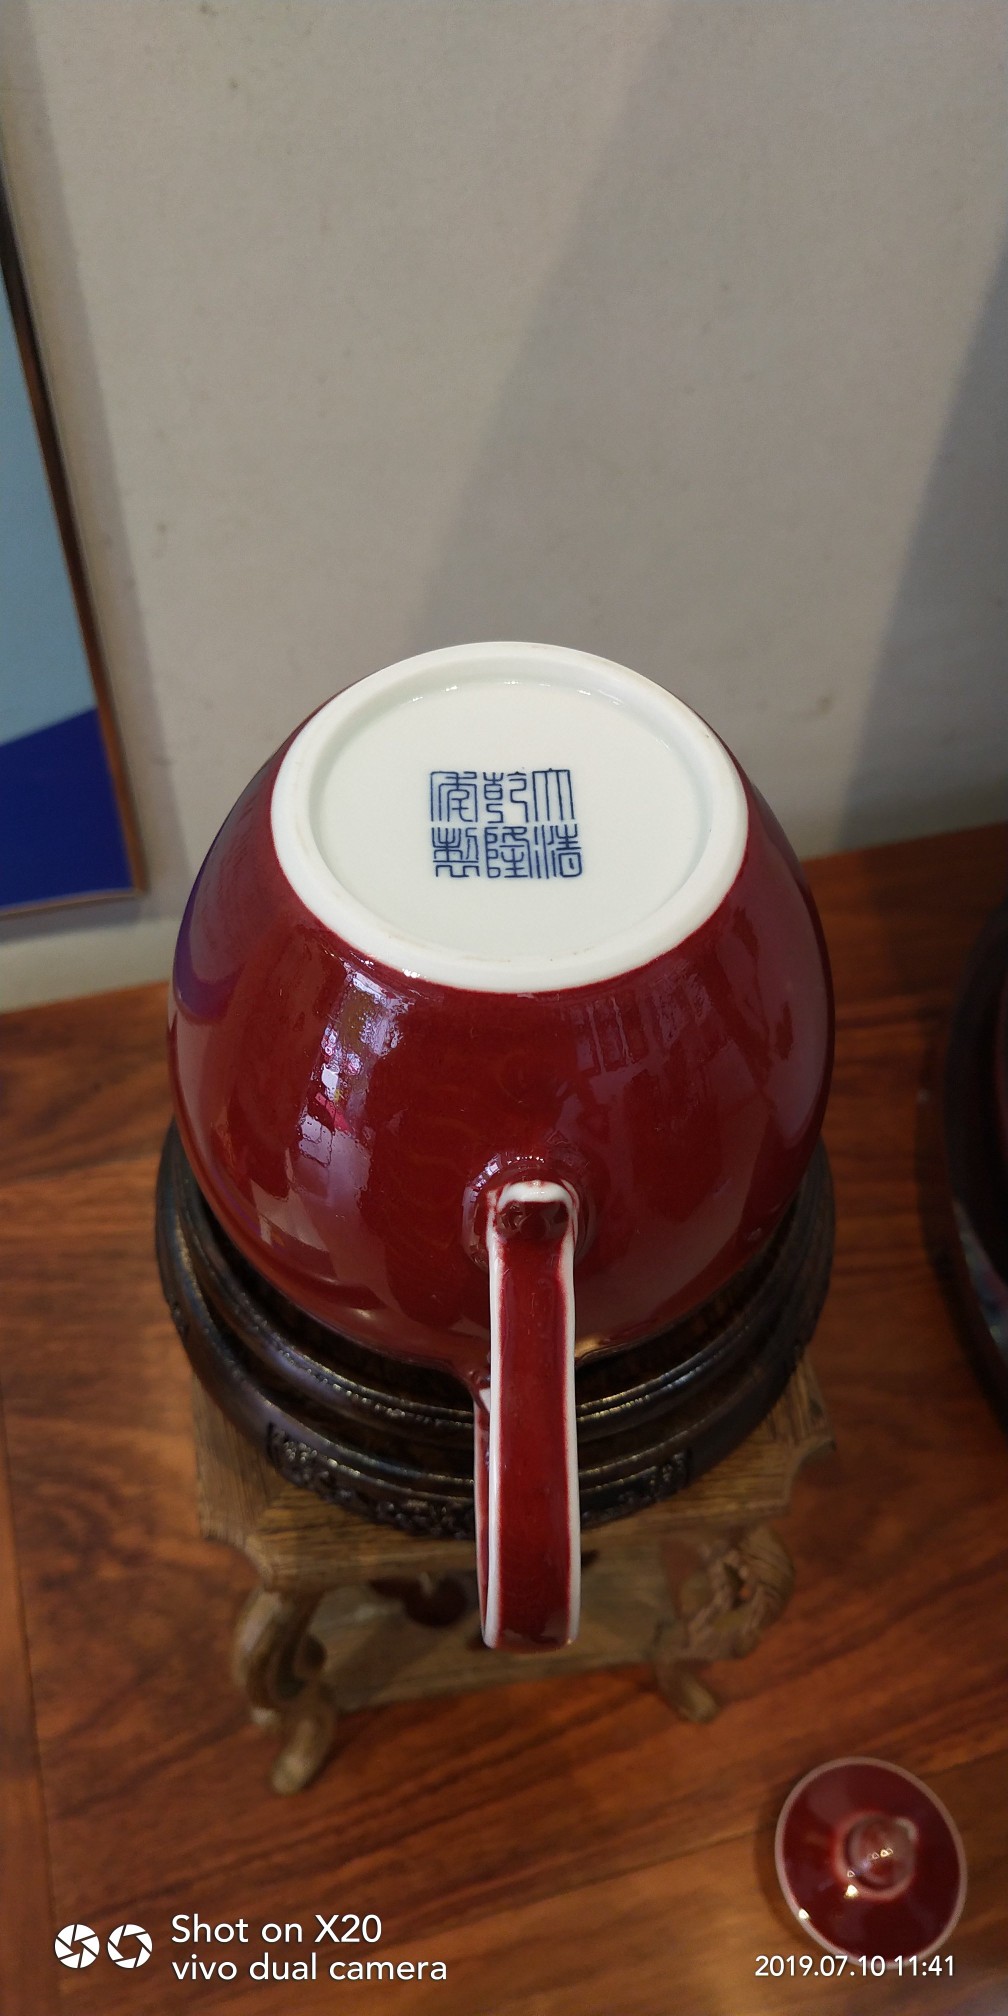 大清
乾隆
年製
Shot on X20
vivo dual camera
2019.07.10 11:41